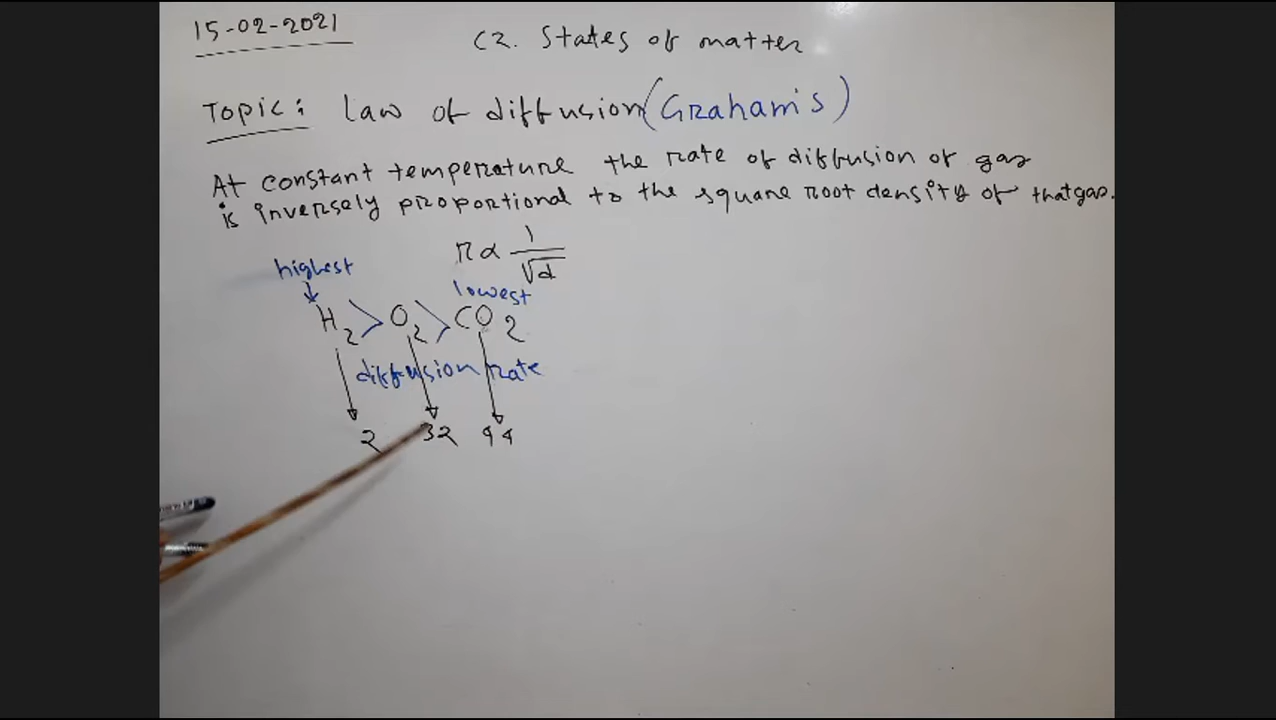 15-02-2021
C2. States of matter
Topic: Law of diffusion (Graham's)
At constant temperature the rate of diffusion of gas
is inversely proportional to the square root density of that gas.
r ∝ 1/√d
highest
lowest
H2 > O2 > CO2
diffusion rate
2 32 44